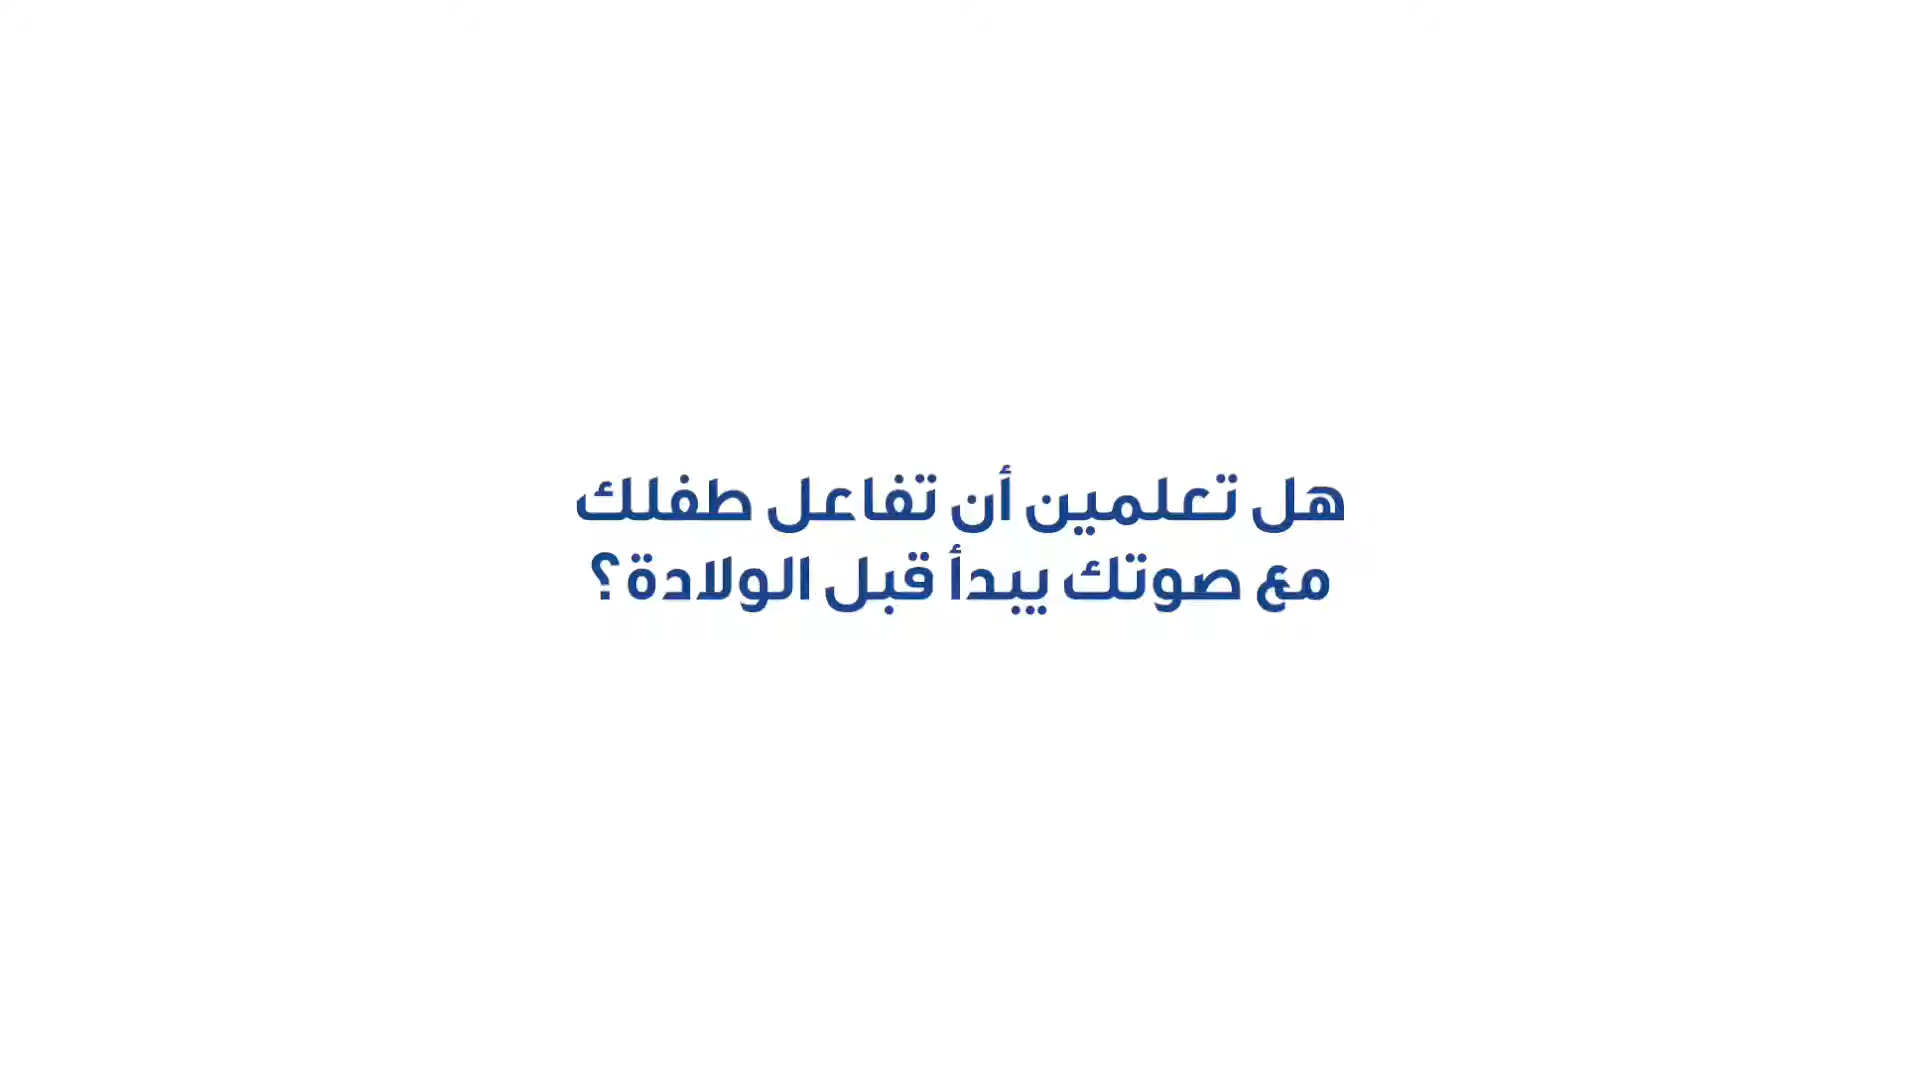 هل تعلمين أن تفاعل طفلك
مع صوتك يبدأ قبل الولادة؟